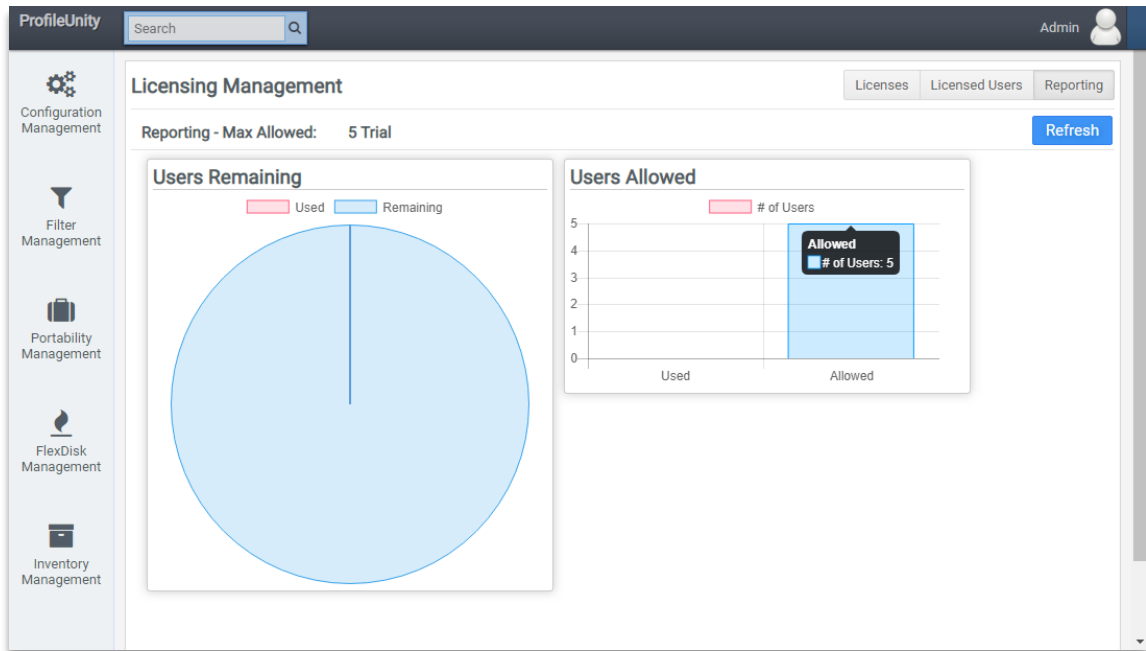 ProfileUnity
Search
Admin
Configuration
Management
Filter
Management
Portability
Management
FlexDisk
Management
Inventory
Management
Licensing Management
Licenses
Licensed Users
Reporting
Reporting - Max Allowed: 5 Trial
Refresh
Users Remaining
Used
Remaining
Users Allowed
# of Users
5
4
3
2
1
0
Allowed
# of Users: 5
Used
Allowed